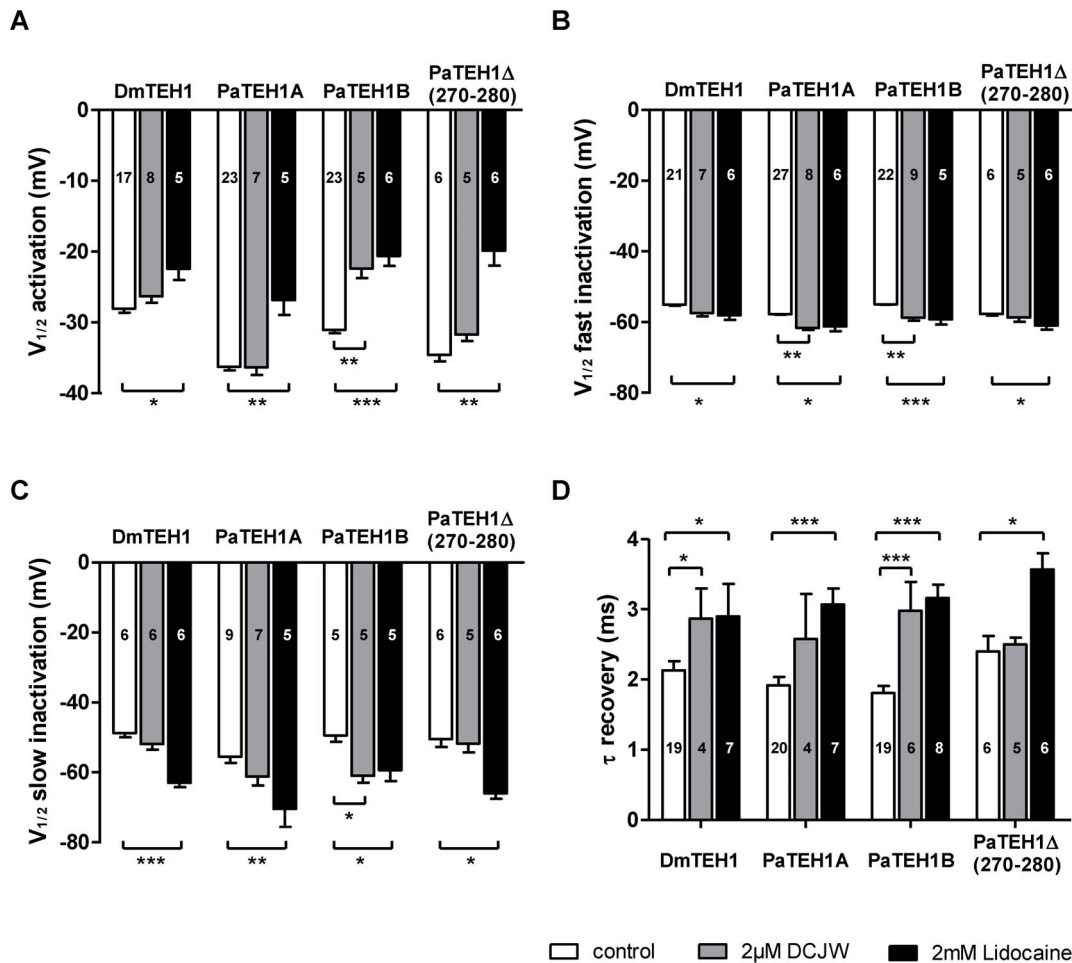 A
DmTEH1 PaTEH1A PaTEH1B PaTEH1Δ
(270-280)
V1/2 activation (mV)
0
-10
-20
-30
-40
17 8 5 23 7 5 23 5 6 6 5 6
**
* ** *** **
B
DmTEH1 PaTEH1A PaTEH1B PaTEH1Δ
(270-280)
V1/2 fast inactivation (mV)
0
-20
-40
-60
-80
21 7 6 27 8 6 22 9 5 6 5 6
** **
* * *** *
C
DmTEH1 PaTEH1A PaTEH1B PaTEH1Δ
(270-280)
V1/2 slow inactivation (mV)
0
-20
-40
-60
-80
6 6 6 9 7 5 5 5 5 6 5 6
*
*** ** * *
D
τ recovery (ms)
4
3
2
1
0
* *** *** *
* ***
19 4 7 20 4 7 19 6 8 6 5 6
DmTEH1 PaTEH1A PaTEH1B PaTEH1Δ
(270-280)
control 2µM DCJW 2mM Lidocaine